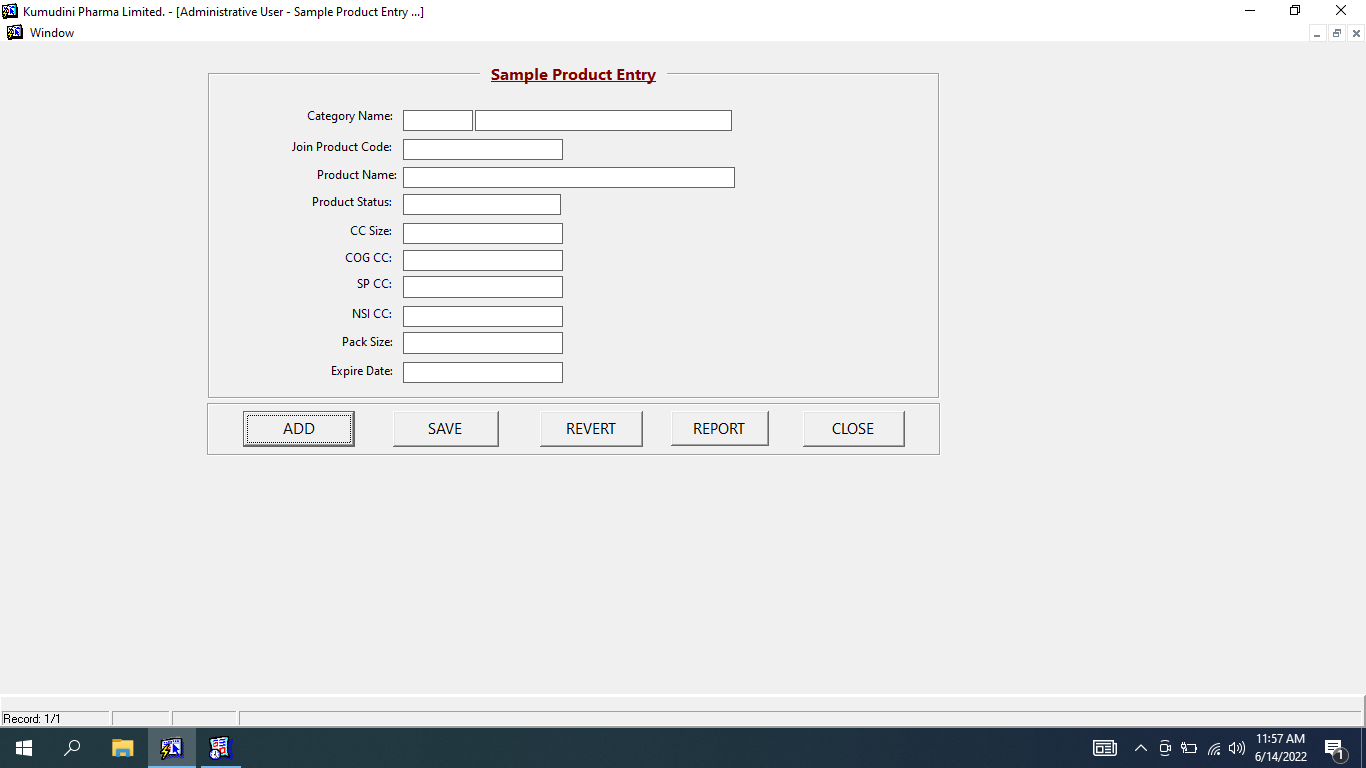 Kumudini Pharma Limited. - [Administrative User - Sample Product Entry ...]
Window
Sample Product Entry
Category Name:
Join Product Code:
Product Name:
Product Status:
CC Size:
COG CC:
SP CC:
NSI CC:
Pack Size:
Expire Date:
ADD SAVE REVERT REPORT CLOSE
Record: 1/1
11:57 AM
6/14/2022
1